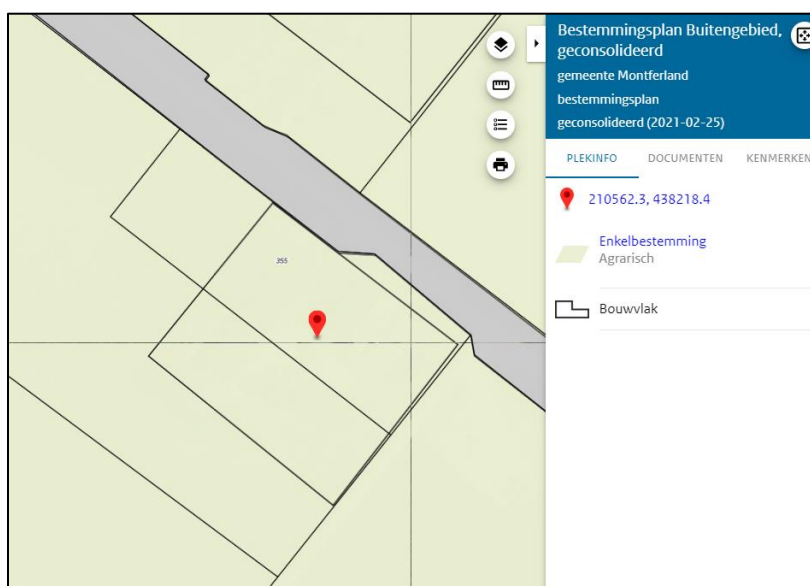 Bestemmingsplan Buitengebied,
geconsolideerd
gemeente Montferland
bestemmingsplan
geconsolideerd (2021-02-25)
PLEKINFO DOCUMENTEN KENMERKEN
210562.3, 438218.4
Enkelbestemming
Agrarisch
Bouwvlak
355